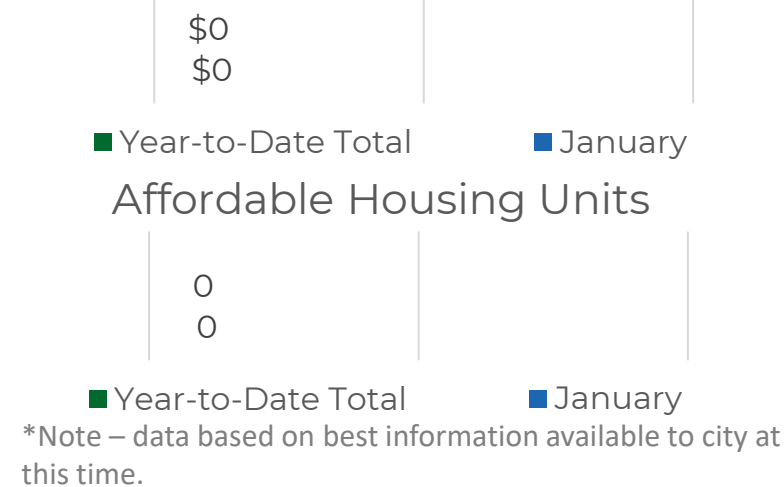 $0
$0
Year-to-Date Total January
Affordable Housing Units
0
0
Year-to-Date Total January
*Note – data based on best information available to city at
this time.